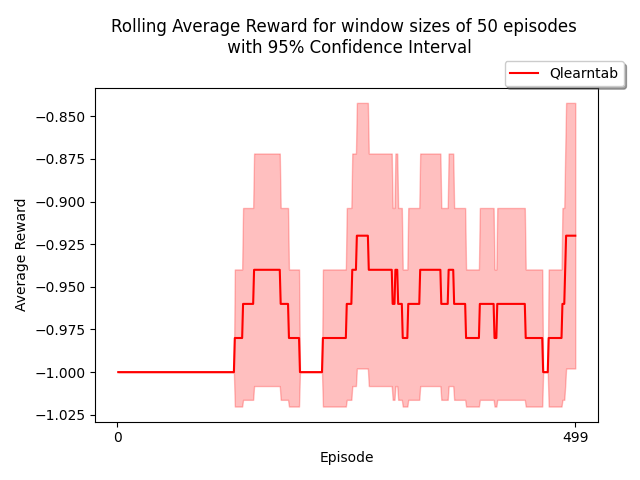 Rolling Average Reward for window sizes of 50 episodes
with 95% Confidence Interval
Qlearntab
−0.850
−0.875
−0.900
−0.925
−0.950
−0.975
−1.000
−1.025
Average Reward
0
499
Episode